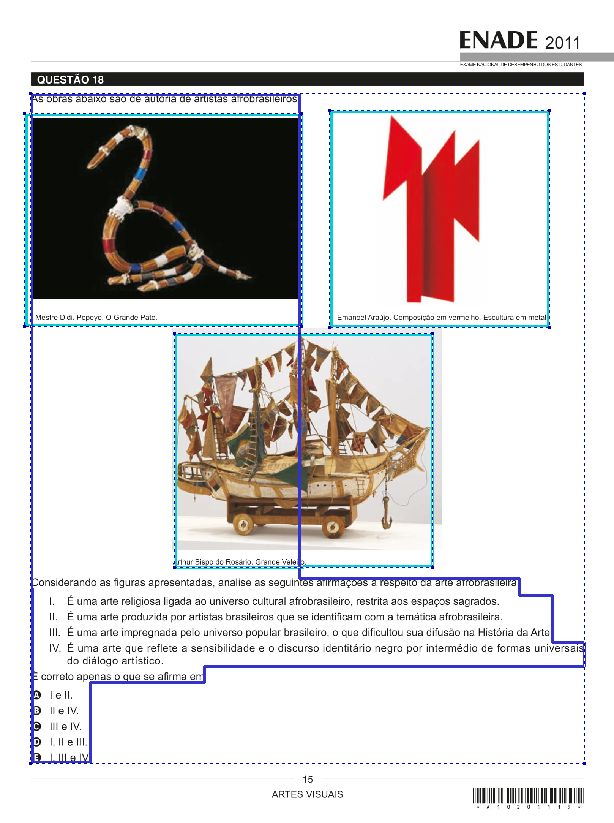 ENADE 2011
EXAME NACIONAL DE DESEMPENHO DOS ESTUDANTES
QUESTÃO 18
As obras abaixo são de autoria de artistas afrobrasileiros.
Mestre Didi. Pepeye. O Grande Pato.
Emanoel Araújo. Composição em vermelho. Escultura em metal
Arthur Bispo do Rosário. Grande Veleiro.
Considerando as figuras apresentadas, analise as seguintes afirmações a respeito da arte afrobrasileira.
I. É uma arte religiosa ligada ao universo cultural afrobrasileiro, restrita aos espaços sagrados.
II. É uma arte produzida por artistas brasileiros que se identificam com a temática afrobrasileira.
III. É uma arte impregnada pelo universo popular brasileiro, o que dificultou sua difusão na História da Arte.
IV. É uma arte que reflete a sensibilidade e o discurso identitário negro por intermédio de formas universais
do diálogo artístico.
É correto apenas o que se afirma em
A I e II.
B II e IV.
C III e IV.
D I, II e III.
E I, III e IV.
15
ARTES VISUAIS